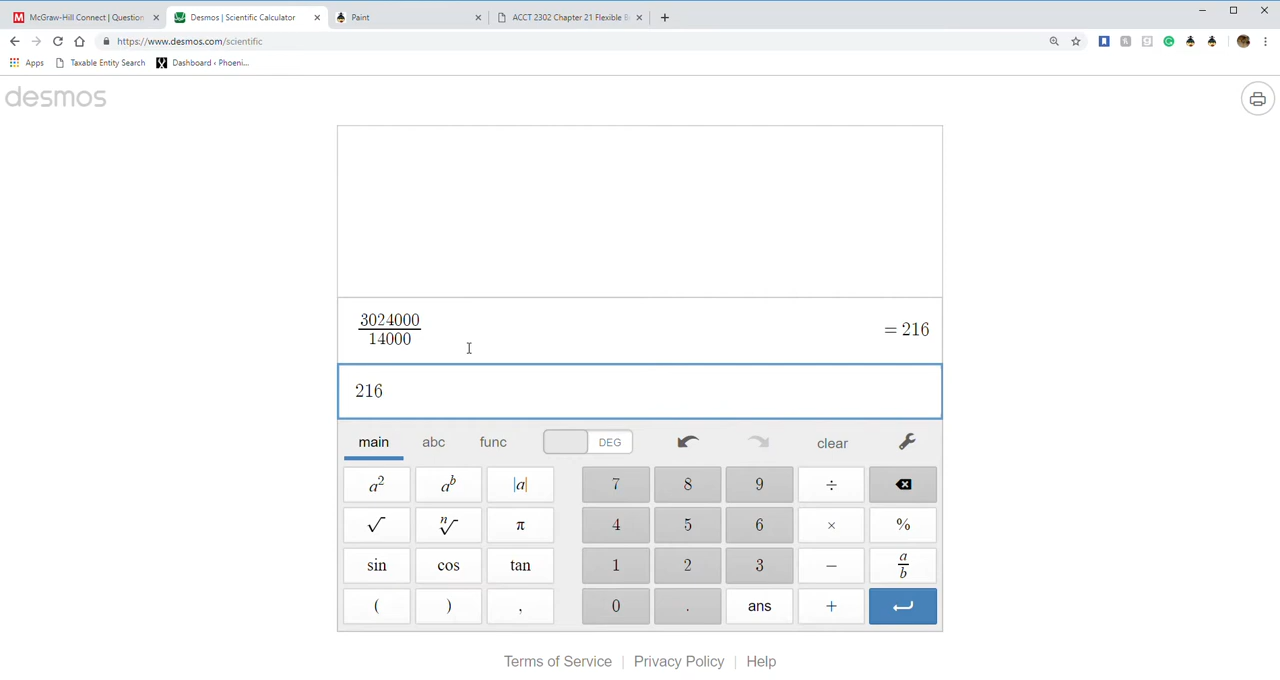 McGraw-Hill Connect | Question
Desmos | Scientific Calculator
Paint
ACCT 2302 Chapter 21 Flexible
https://www.desmos.com/scientific
Apps
Taxable Entity Search
Dashboard ‹ Phoeni...
desmos
3024000
14000
= 216
216
main abc func DEG clear
a² aᵇ |a| 7 8 9 ÷
√ ⁿ√ π 4 5 6 × %
sin cos tan 1 2 3 − a/b
( ) , 0 . ans +
Terms of Service | Privacy Policy | Help